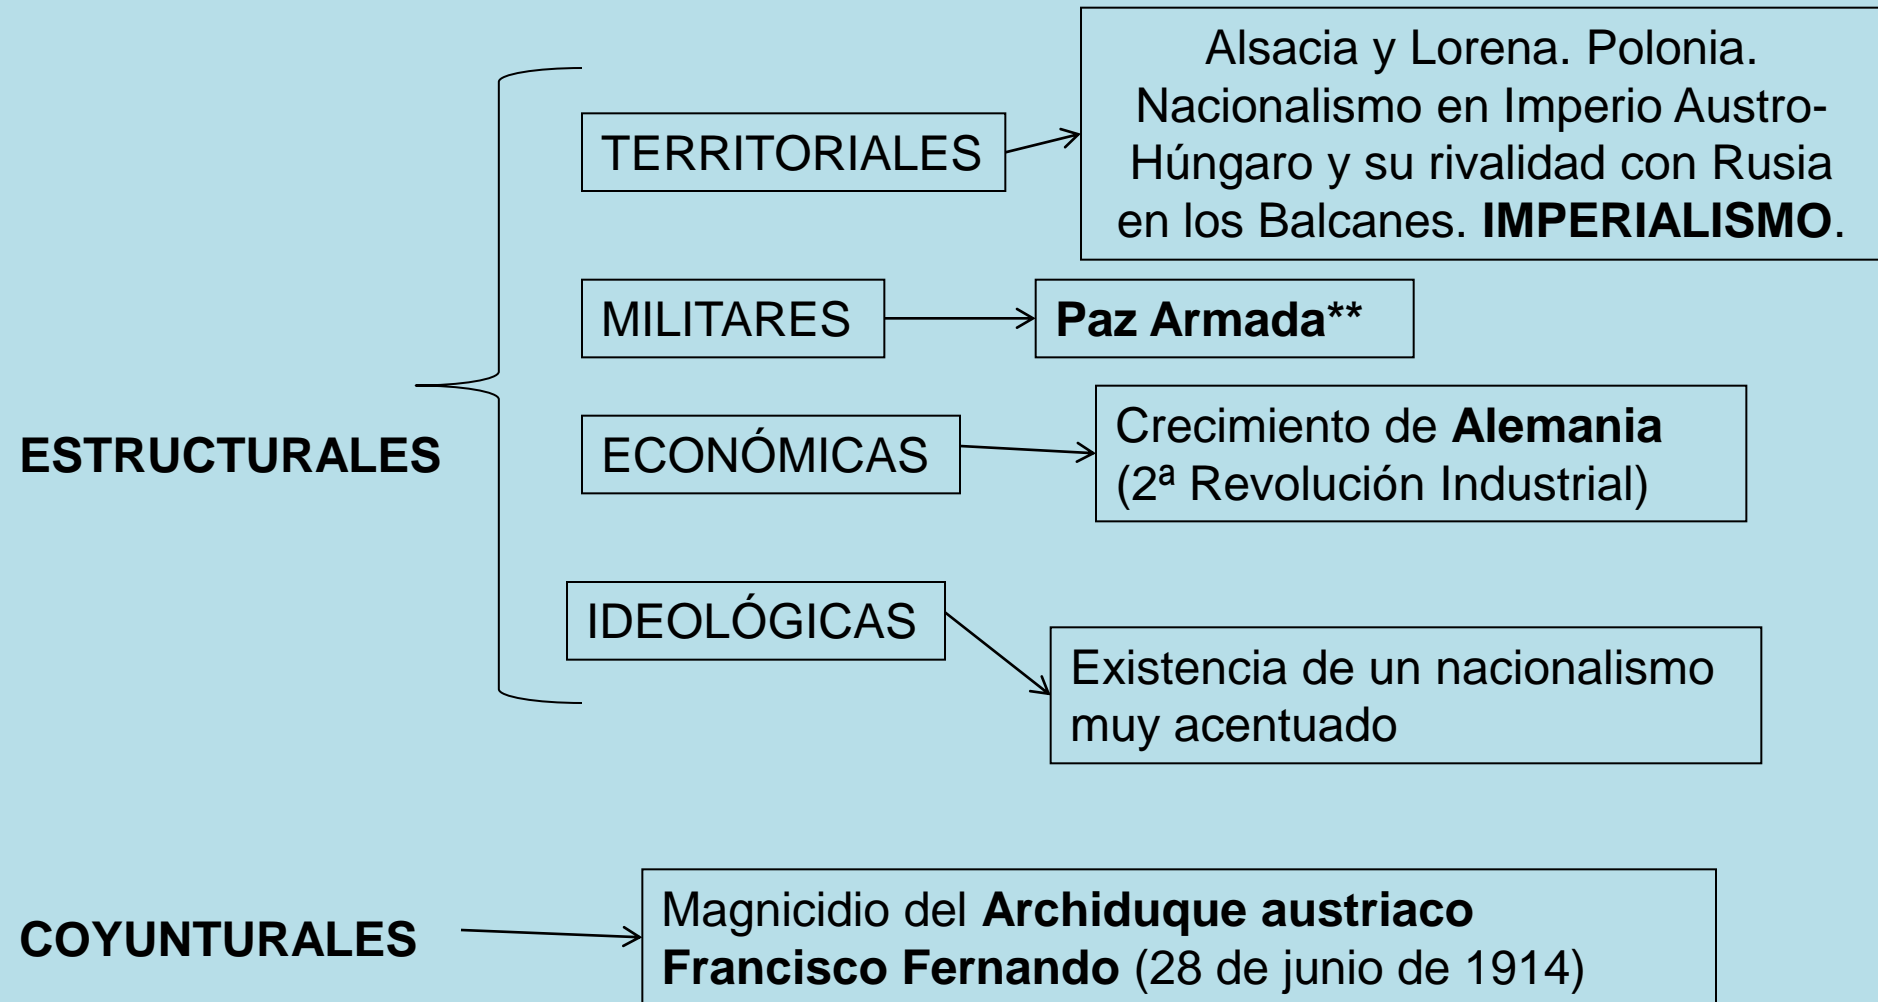 Alsacia y Lorena. Polonia.
Nacionalismo en Imperio Austro-
Húngaro y su rivalidad con Rusia
en los Balcanes. IMPERIALISMO.
TERRITORIALES
MILITARES
Paz Armada**
ESTRUCTURALES
ECONÓMICAS
Crecimiento de Alemania
(2ª Revolución Industrial)
IDEOLÓGICAS
Existencia de un nacionalismo
muy acentuado
COYUNTURALES
Magnicidio del Archiduque austriaco
Francisco Fernando (28 de junio de 1914)